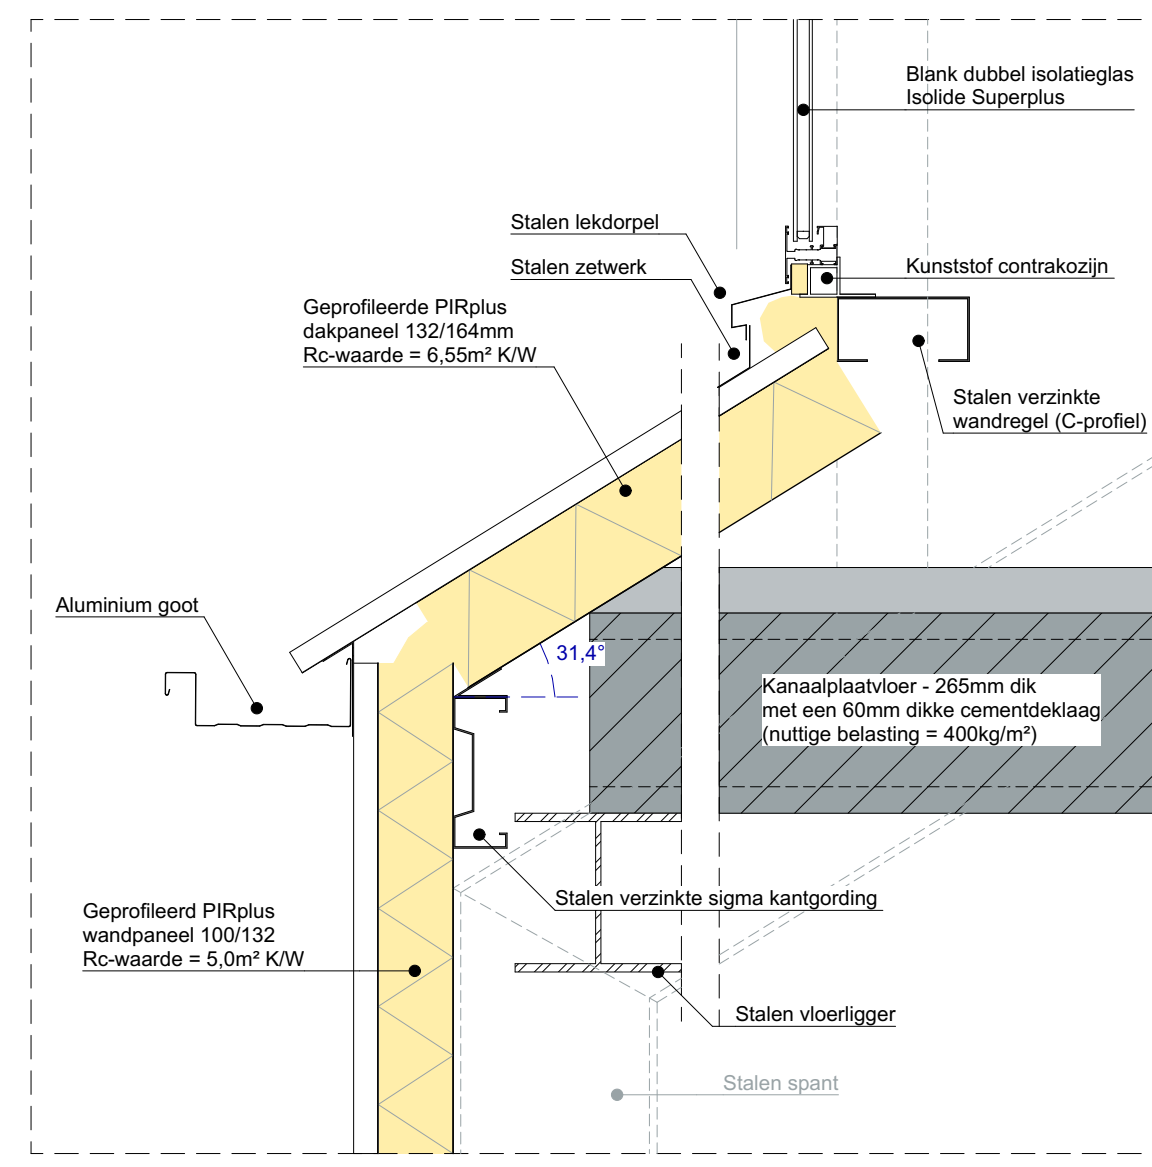 Blank dubbel isolatieglas
Isolide Superplus
Stalen lekdorpel
Stalen zetwerk
Kunststof contrakozijn
Geprofileerde PIRplus
dakpaneel 132/164mm
Rc-waarde = 6,55m² K/W
Stalen verzinkte
wandregel (C-profiel)
Aluminium goot
31,4°
Kanaalplaatvloer - 265mm dik
met een 60mm dikke cementdeklaag
(nuttige belasting = 400kg/m²)
Stalen verzinkte sigma kantgording
Geprofileerd PIRplus
wandpaneel 100/132
Rc-waarde = 5,0m² K/W
Stalen vloerligger
Stalen spant